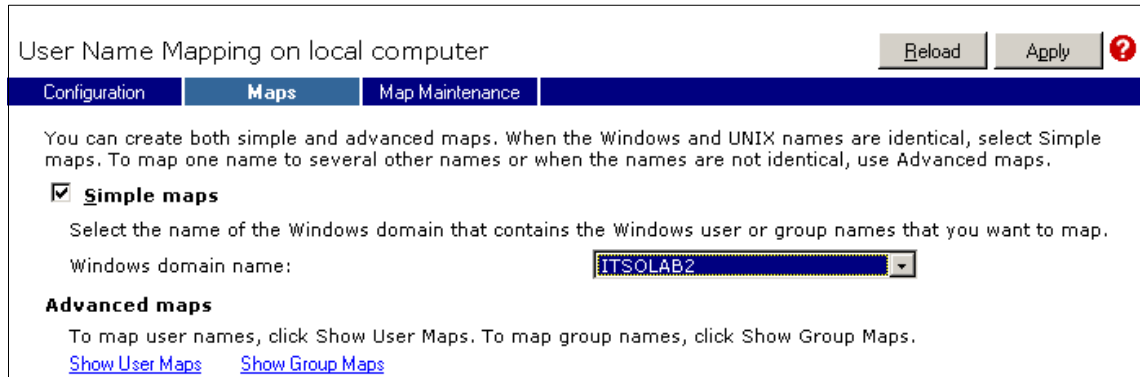 User Name Mapping on local computer
Reload
Apply
?
Configuration
Maps
Map Maintenance
You can create both simple and advanced maps. When the Windows and UNIX names are identical, select Simple
maps. To map one name to several other names or when the names are not identical, use Advanced maps.
Simple maps
Select the name of the Windows domain that contains the Windows user or group names that you want to map.
Windows domain name:
ITSOLAB2
Advanced maps
To map user names, click Show User Maps. To map group names, click Show Group Maps.
Show User Maps
Show Group Maps